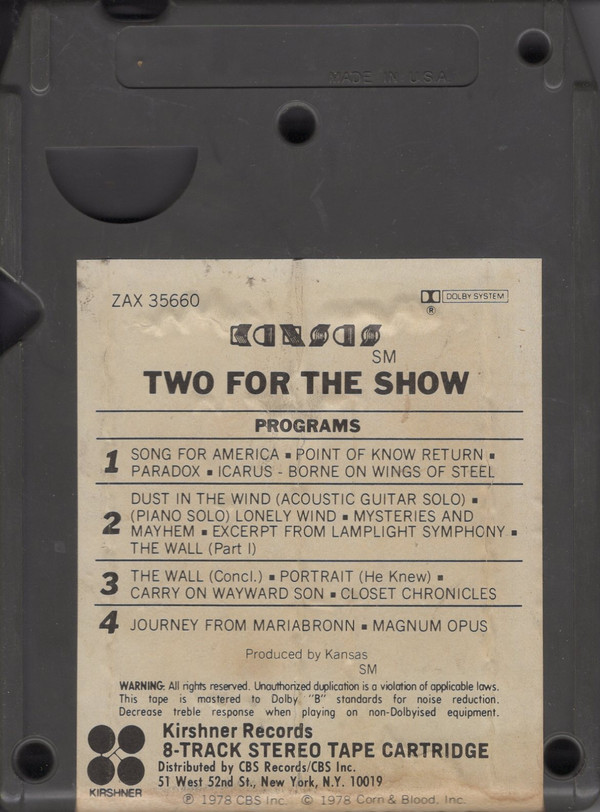 MADE IN U.S.A.
ZAX 35660
DOLBY SYSTEM
®
KANSAS
SM
TWO FOR THE SHOW
PROGRAMS
1 SONG FOR AMERICA ▪ POINT OF KNOW RETURN ▪
PARADOX ▪ ICARUS - BORNE ON WINGS OF STEEL
DUST IN THE WIND (ACOUSTIC GUITAR SOLO) ▪
2 (PIANO SOLO) LONELY WIND ▪ MYSTERIES AND
MAYHEM ▪ EXCERPT FROM LAMPLIGHT SYMPHONY ▪
THE WALL (Part I)
3 THE WALL (Concl.) ▪ PORTRAIT (He Knew) ▪
CARRY ON WAYWARD SON ▪ CLOSET CHRONICLES
4 JOURNEY FROM MARIABRONN ▪ MAGNUM OPUS
Produced by Kansas
SM
WARNING: All rights reserved. Unauthorized duplication is a violation of applicable laws.
This tape is mastered to Dolby "B" standards for noise reduction.
Decrease treble response when playing on non-Dolbyised equipment.
Kirshner Records
8-TRACK STEREO TAPE CARTRIDGE
Distributed by CBS Records/CBS Inc.
51 West 52nd St., New York, N.Y. 10019
KIRSHNER
℗ 1978 CBS Inc. © 1978 Corn & Blood, Inc.